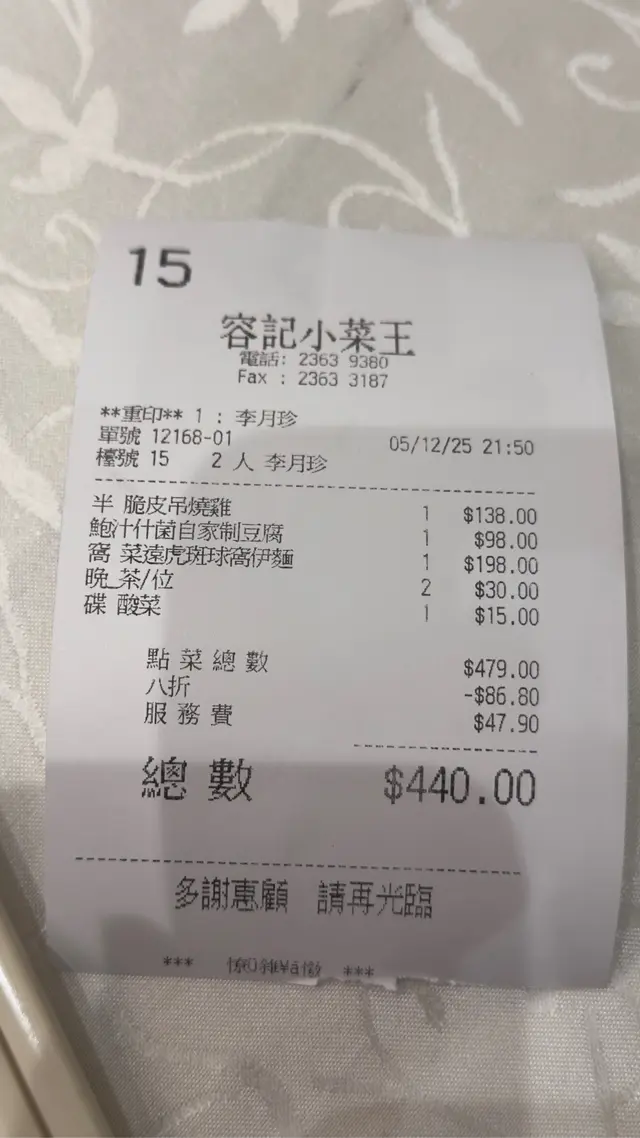 15
容記小菜王
電話: 2363 9380
Fax : 2363 3187
**重印** 1 : 李月珍
單號 12168-01 05/12/25 21:50
檯號 15 2 人 李月珍
半 脆皮吊燒雞 1 $138.00
鮑汁什菌自家制豆腐 1 $98.00
窩 菜遠虎斑球窩伊麵 1 $198.00
晚_茶/位 2 $30.00
碟 酸菜 1 $15.00
點菜總數 $479.00
八折 -$86.80
服務費 $47.90
總數 $440.00
多謝惠顧 請再光臨
*** ***